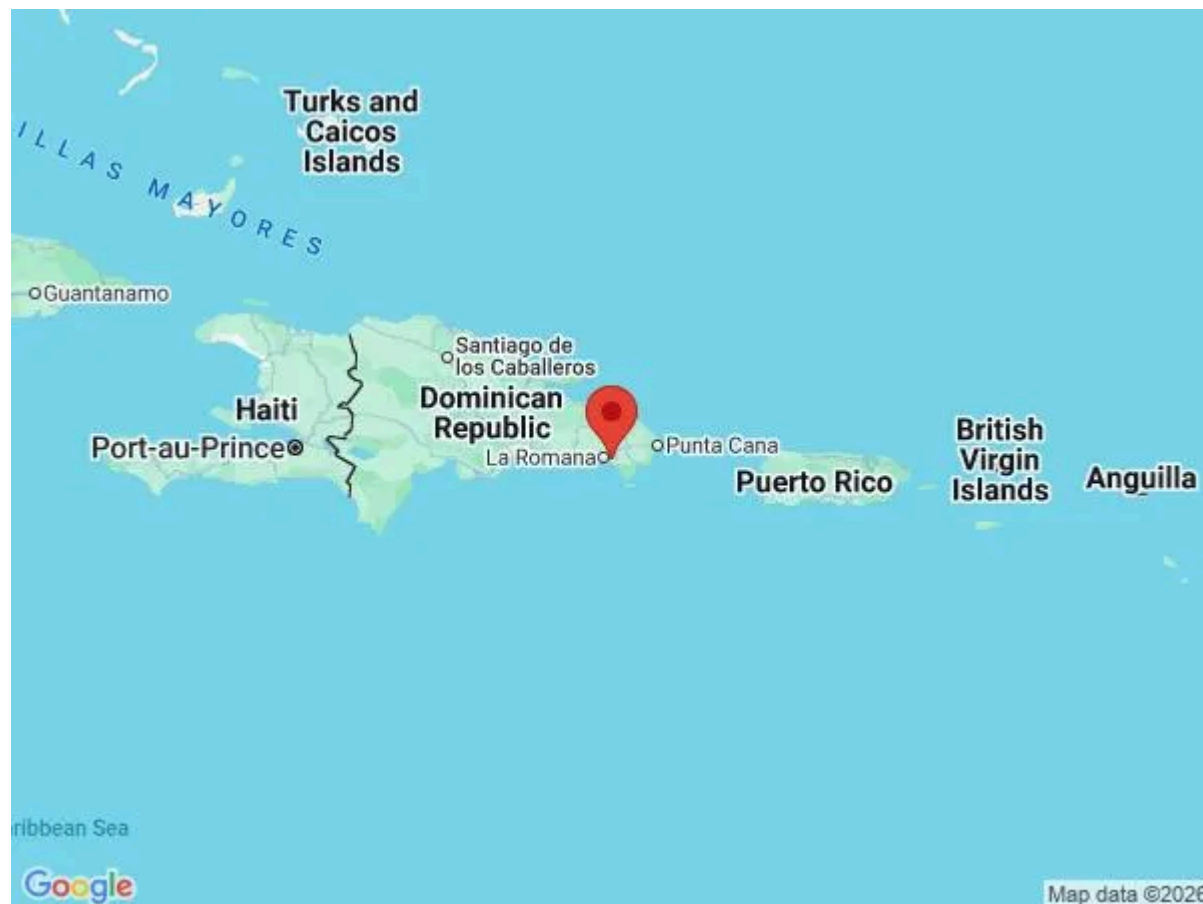 Turks and
Caicos
Islands
ILLAS MAYORES
Guantanamo
Santiago de
los Caballeros
Dominican
Republic
Haiti
Port-au-Prince
La Romana
Punta Cana
Puerto Rico
British
Virgin
Islands
Anguilla
ribbean Sea
Google
Map data ©2026